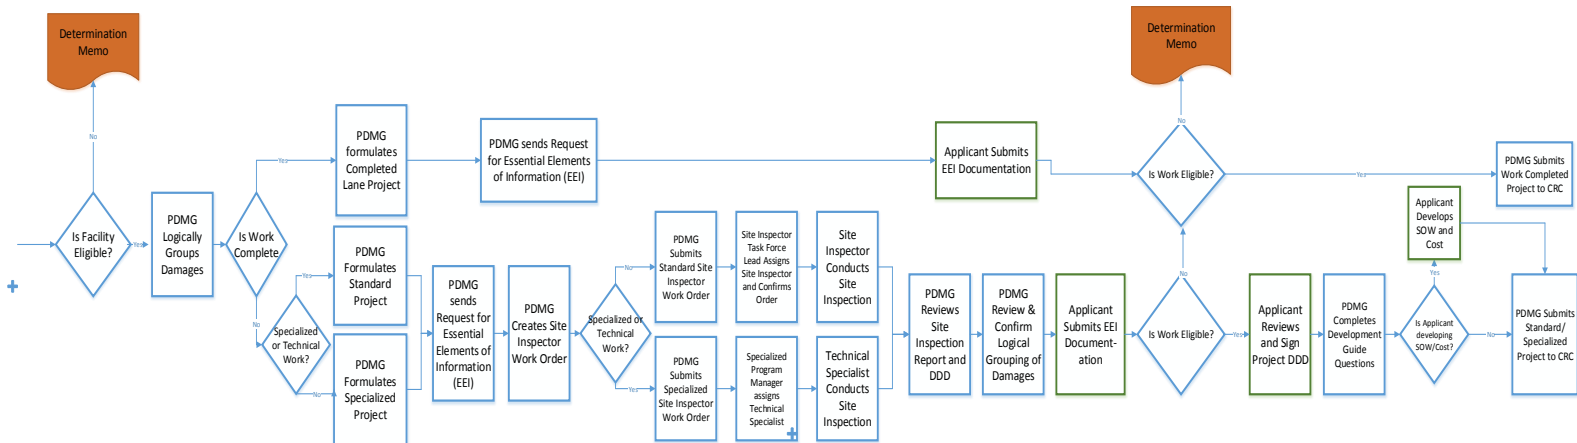 Determination
Memo
No
Is Facility
Eligible?
Yes
PDMG
Logically
Groups
Damages
Is Work
Complete
Yes
No
PDMG
formulates
Completed
Lane Project
PDMG sends Request
for Essential Elements
of Information (EEI)
Applicant Submits
EEI Documentation
Determination
Memo
No
Is Work Eligible?
Yes
PDMG Submits
Work Completed
Project to CRC
Specialized
or Technical
Work?
Yes
No
PDMG
Formulates
Standard
Project
PDMG
Formulates
Specialized
Project
PDMG
sends
Request for
Essential
Elements of
Information
(EEI)
PDMG
Creates Site
Inspector
Work Order
Specialized or
Technical
Work?
No
Yes
PDMG
Submits
Standard Site
Inspector
Work Order
Site Inspector
Task Force
Lead Assigns
Site Inspector
and Confirms
Order
Site
Inspector
Conducts
Site
Inspection
PDMG
Submits
Specialized
Site Inspector
Work Order
Specialized
Program
Manager
assigns
Technical
Specialist
Technical
Specialist
Conducts
Site
Inspection
PDMG
Reviews
Site
Inspection
Report and
DDD
PDMG
Review &
Confirm
Logical
Grouping of
Damages
Applicant
Submits EEI
Document-
ation
No
Is Work Eligible?
Yes
Applicant
Reviews
and Sign
Project DDD
PDMG
Completes
Development
Guide
Questions
Is Applicant
developing
SOW/Cost?
Yes
No
Applicant
Develops
SOW and
Cost
PDMG Submits
Standard/
Specialized
Project to CRC